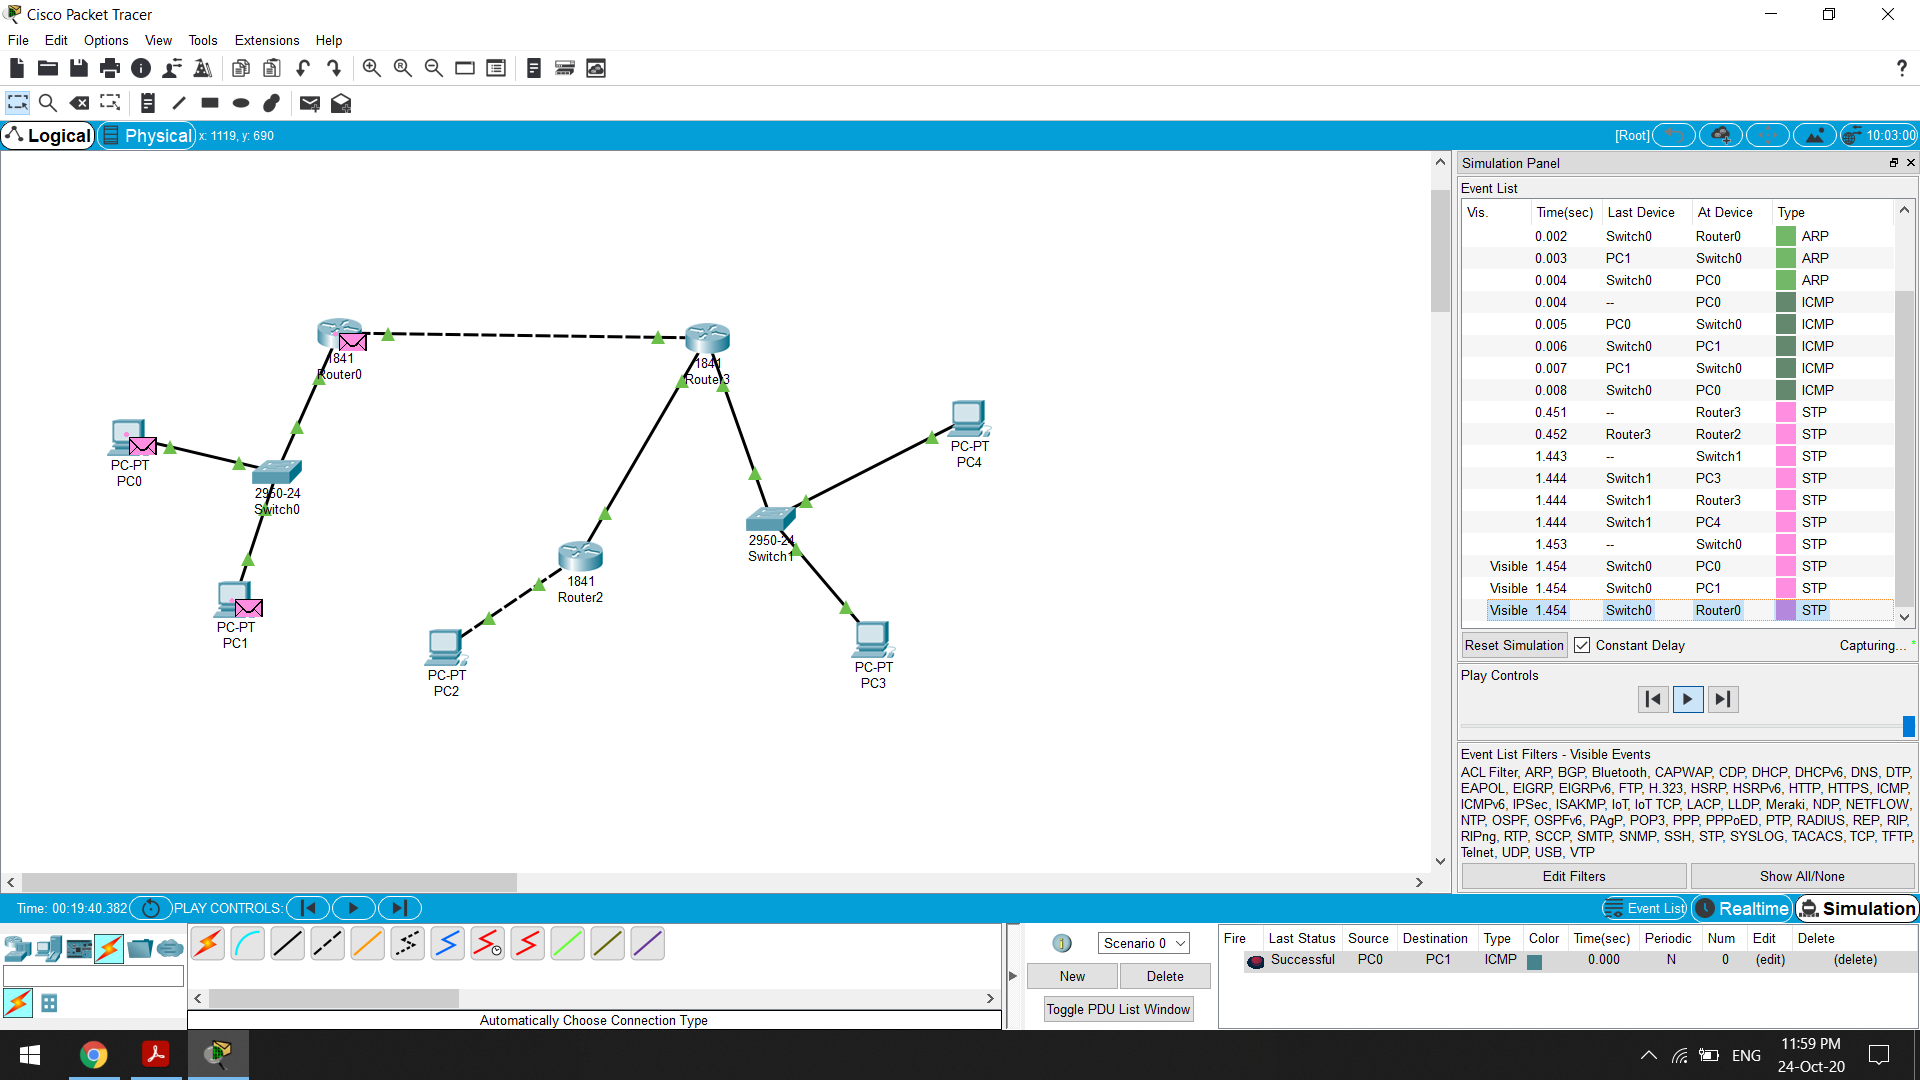 Cisco Packet Tracer
File Edit Options View Tools Extensions Help
?
Logical Physical x: 1119, y: 690 [Root] 10:03:00
1841
Router0
1841
Router3
PC-PT
PC0
2950-24
Switch0
PC-PT
PC1
PC-PT
PC4
2950-24
Switch1
1841
Router2
PC-PT
PC2
PC-PT
PC3
Simulation Panel
Event List
Vis. Time(sec) Last Device At Device Type
0.002 Switch0 Router0 ARP
0.003 PC1 Switch0 ARP
0.004 Switch0 PC0 ARP
0.004 -- PC0 ICMP
0.005 PC0 Switch0 ICMP
0.006 Switch0 PC1 ICMP
0.007 PC1 Switch0 ICMP
0.008 Switch0 PC0 ICMP
0.451 -- Router3 STP
0.452 Router3 Router2 STP
1.443 -- Switch1 STP
1.444 Switch1 PC3 STP
1.444 Switch1 Router3 STP
1.444 Switch1 PC4 STP
1.453 -- Switch0 STP
Visible 1.454 Switch0 PC0 STP
Visible 1.454 Switch0 PC1 STP
Visible 1.454 Switch0 Router0 STP
Reset Simulation Constant Delay Capturing... *
Play Controls
Event List Filters - Visible Events
ACL Filter, ARP, BGP, Bluetooth, CAPWAP, CDP, DHCP, DHCPv6, DNS, DTP,
EAPOL, EIGRP, EIGRPv6, FTP, H.323, HSRP, HSRPv6, HTTP, HTTPS, ICMP,
ICMPv6, IPSec, ISAKMP, IoT, IoT TCP, LACP, LLDP, Meraki, NDP, NETFLOW,
NTP, OSPF, OSPFv6, PAgP, POP3, PPP, PPPoED, PTP, RADIUS, REP, RIP,
RIPng, RTP, SCCP, SMTP, SNMP, SSH, STP, SYSLOG, TACACS, TCP, TFTP,
Telnet, UDP, USB, VTP
Edit Filters Show All/None
Time: 00:19:40.382 PLAY CONTROLS: Event List Realtime Simulation
Automatically Choose Connection Type
Scenario 0
New Delete
Toggle PDU List Window
Fire Last Status Source Destination Type Color Time(sec) Periodic Num Edit Delete
Successful PC0 PC1 ICMP 0.000 N 0 (edit) (delete)
ENG
11:59 PM
24-Oct-20